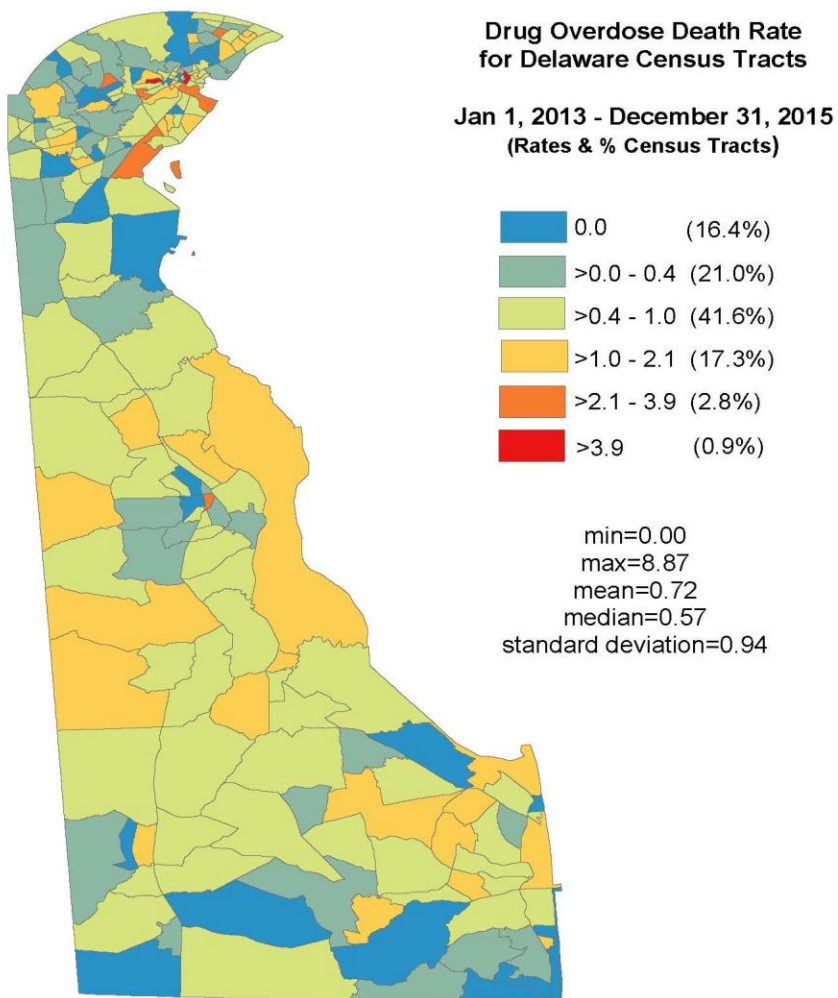 Drug Overdose Death Rate
for Delaware Census Tracts
Jan 1, 2013 - December 31, 2015
(Rates & % Census Tracts)
0.0 (16.4%)
>0.0 - 0.4 (21.0%)
>0.4 - 1.0 (41.6%)
>1.0 - 2.1 (17.3%)
>2.1 - 3.9 (2.8%)
>3.9 (0.9%)
min=0.00
max=8.87
mean=0.72
median=0.57
standard deviation=0.94